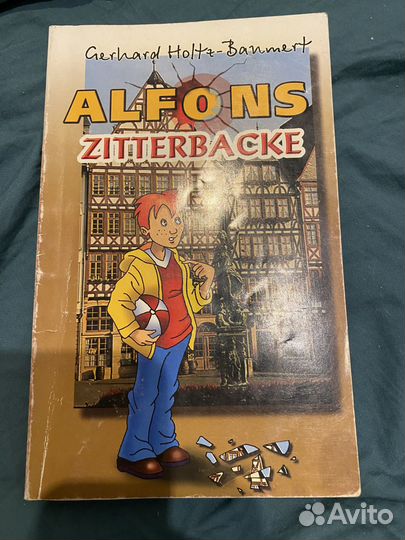 Gerhard Holtz-Baumert
ALFONS
ZITTERBACKE
Avito